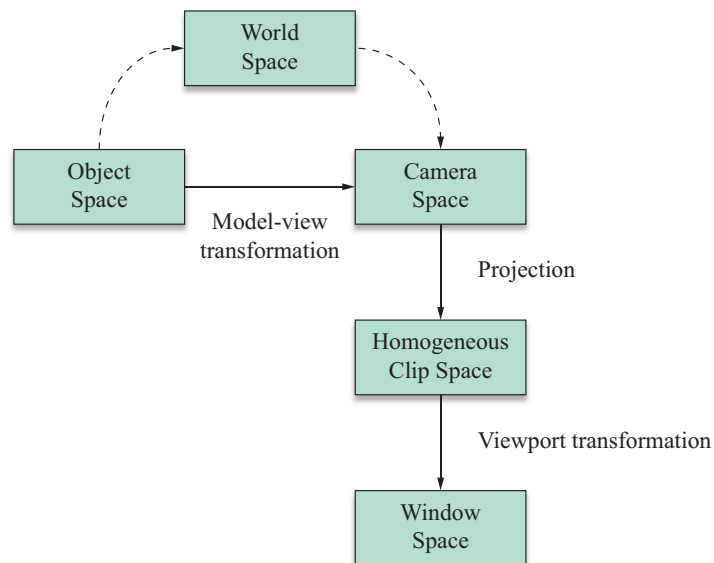 World
Space
Object
Space
Camera
Space
Model-view
transformation
Projection
Homogeneous
Clip Space
Viewport transformation
Window
Space